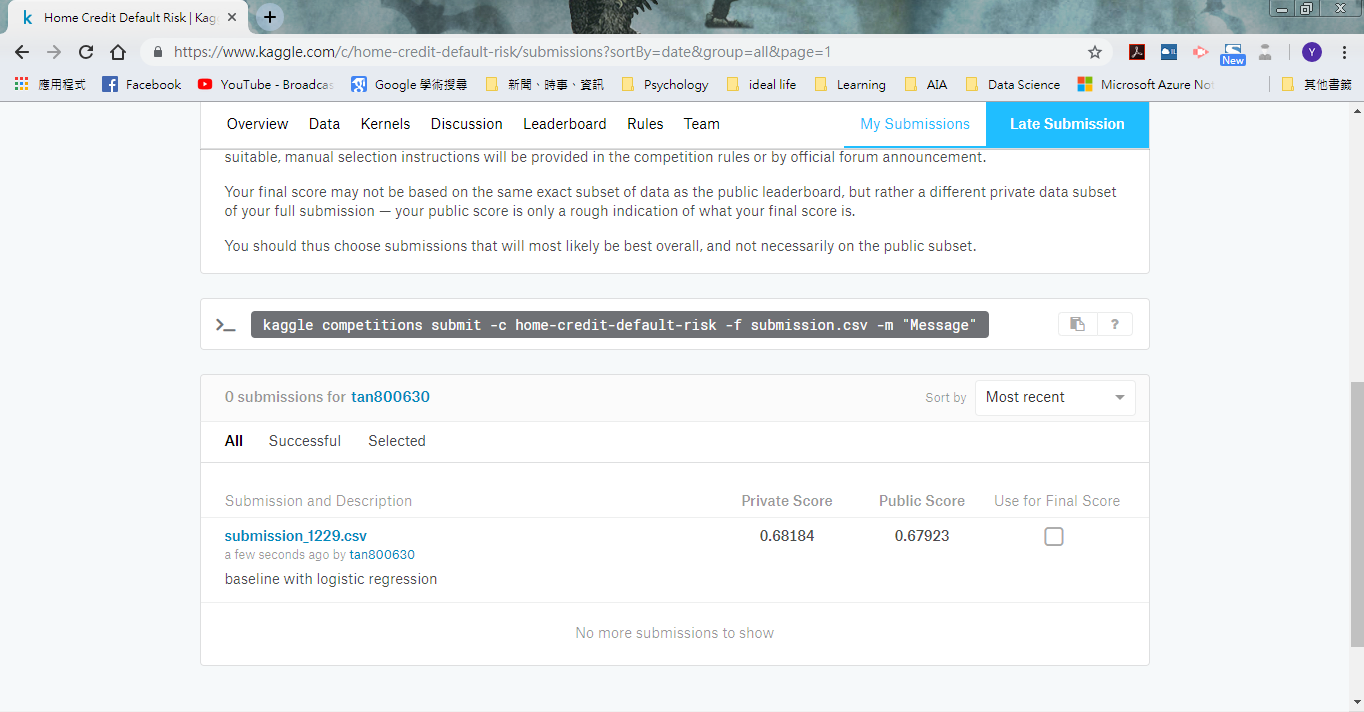 Home Credit Default Risk | Kag
https://www.kaggle.com/c/home-credit-default-risk/submissions?sortBy=date&group=all&page=1
New
Y
應用程式
Facebook
YouTube - Broadcas
Google 學術搜尋
新聞、時事、資訊
Psychology
ideal life
Learning
AIA
Data Science
Microsoft Azure Not
其他書籤
Overview
Data
Kernels
Discussion
Leaderboard
Rules
Team
My Submissions
Late Submission
suitable, manual selection instructions will be provided in the competition rules or by official forum announcement.
Your final score may not be based on the same exact subset of data as the public leaderboard, but rather a different private data subset
of your full submission — your public score is only a rough indication of what your final score is.
You should thus choose submissions that will most likely be best overall, and not necessarily on the public subset.
kaggle competitions submit -c home-credit-default-risk -f submission.csv -m "Message"
?
0 submissions for tan800630
Sort by
Most recent
All
Successful
Selected
Submission and Description
Private Score
Public Score
Use for Final Score
submission_1229.csv
0.68184
0.67923
a few seconds ago by tan800630
baseline with logistic regression
No more submissions to show